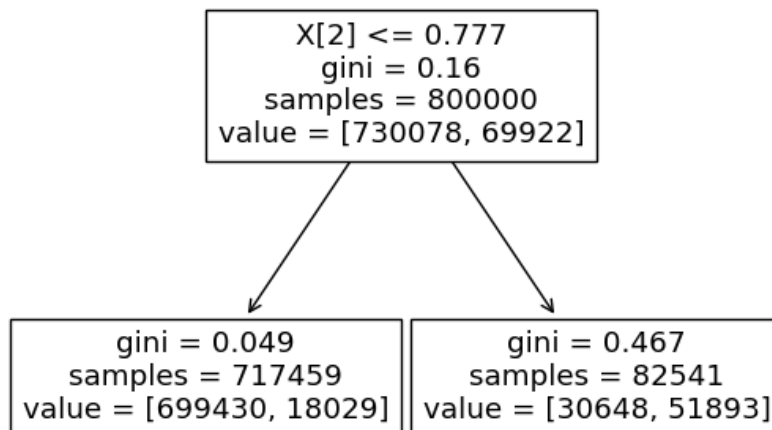 X[2] <= 0.777
gini = 0.16
samples = 800000
value = [730078, 69922]
gini = 0.049
samples = 717459
value = [699430, 18029]
gini = 0.467
samples = 82541
value = [30648, 51893]